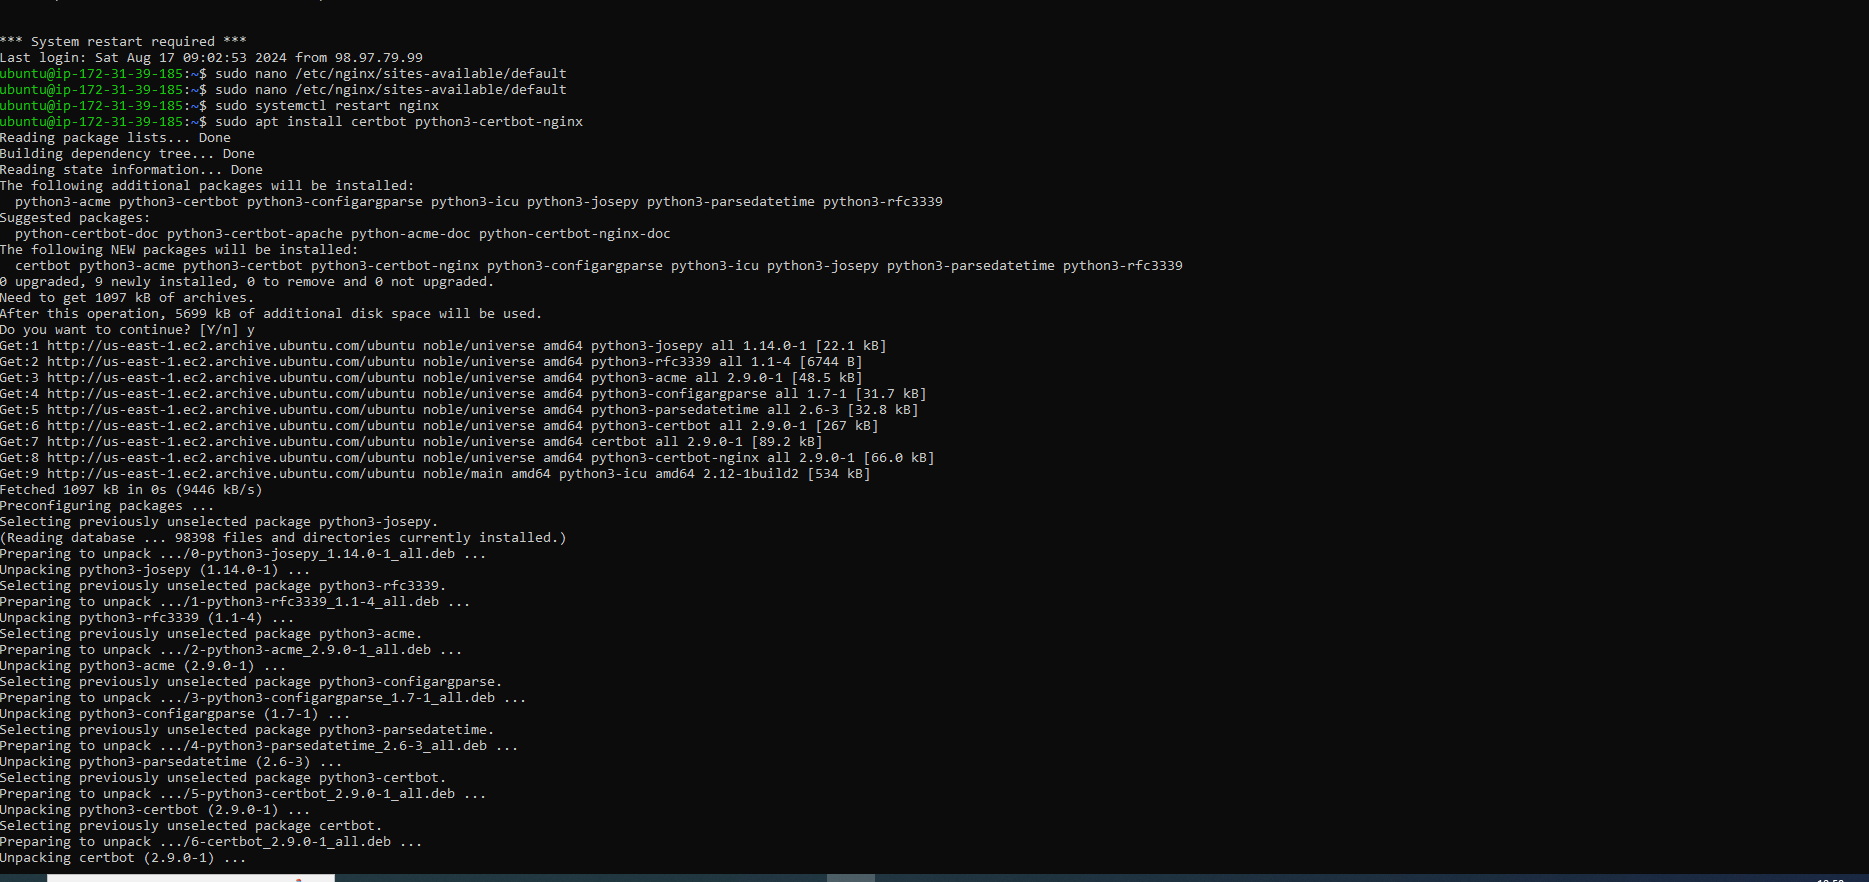 *** System restart required ***
Last login: Sat Aug 17 09:02:53 2024 from 98.97.79.99
ubuntu@ip-172-31-39-185:~$ sudo nano /etc/nginx/sites-available/default
ubuntu@ip-172-31-39-185:~$ sudo nano /etc/nginx/sites-available/default
ubuntu@ip-172-31-39-185:~$ sudo systemctl restart nginx
ubuntu@ip-172-31-39-185:~$ sudo apt install certbot python3-certbot-nginx
Reading package lists... Done
Building dependency tree... Done
Reading state information... Done
The following additional packages will be installed:
  python3-acme python3-certbot python3-configargparse python3-icu python3-josepy python3-parsedatetime python3-rfc3339
Suggested packages:
  python-certbot-doc python3-certbot-apache python-acme-doc python-certbot-nginx-doc
The following NEW packages will be installed:
  certbot python3-acme python3-certbot python3-certbot-nginx python3-configargparse python3-icu python3-josepy python3-parsedatetime python3-rfc3339
0 upgraded, 9 newly installed, 0 to remove and 0 not upgraded.
Need to get 1097 kB of archives.
After this operation, 5699 kB of additional disk space will be used.
Do you want to continue? [Y/n] y
Get:1 http://us-east-1.ec2.archive.ubuntu.com/ubuntu noble/universe amd64 python3-josepy all 1.14.0-1 [22.1 kB]
Get:2 http://us-east-1.ec2.archive.ubuntu.com/ubuntu noble/universe amd64 python3-rfc3339 all 1.1-4 [6744 B]
Get:3 http://us-east-1.ec2.archive.ubuntu.com/ubuntu noble/universe amd64 python3-acme all 2.9.0-1 [48.5 kB]
Get:4 http://us-east-1.ec2.archive.ubuntu.com/ubuntu noble/universe amd64 python3-configargparse all 1.7-1 [31.7 kB]
Get:5 http://us-east-1.ec2.archive.ubuntu.com/ubuntu noble/universe amd64 python3-parsedatetime all 2.6-3 [32.8 kB]
Get:6 http://us-east-1.ec2.archive.ubuntu.com/ubuntu noble/universe amd64 python3-certbot all 2.9.0-1 [267 kB]
Get:7 http://us-east-1.ec2.archive.ubuntu.com/ubuntu noble/universe amd64 certbot all 2.9.0-1 [89.2 kB]
Get:8 http://us-east-1.ec2.archive.ubuntu.com/ubuntu noble/universe amd64 python3-certbot-nginx all 2.9.0-1 [66.0 kB]
Get:9 http://us-east-1.ec2.archive.ubuntu.com/ubuntu noble/main amd64 python3-icu amd64 2.12-1build2 [534 kB]
Fetched 1097 kB in 0s (9446 kB/s)
Preconfiguring packages ...
Selecting previously unselected package python3-josepy.
(Reading database ... 98398 files and directories currently installed.)
Preparing to unpack .../0-python3-josepy_1.14.0-1_all.deb ...
Unpacking python3-josepy (1.14.0-1) ...
Selecting previously unselected package python3-rfc3339.
Preparing to unpack .../1-python3-rfc3339_1.1-4_all.deb ...
Unpacking python3-rfc3339 (1.1-4) ...
Selecting previously unselected package python3-acme.
Preparing to unpack .../2-python3-acme_2.9.0-1_all.deb ...
Unpacking python3-acme (2.9.0-1) ...
Selecting previously unselected package python3-configargparse.
Preparing to unpack .../3-python3-configargparse_1.7-1_all.deb ...
Unpacking python3-configargparse (1.7-1) ...
Selecting previously unselected package python3-parsedatetime.
Preparing to unpack .../4-python3-parsedatetime_2.6-3_all.deb ...
Unpacking python3-parsedatetime (2.6-3) ...
Selecting previously unselected package python3-certbot.
Preparing to unpack .../5-python3-certbot_2.9.0-1_all.deb ...
Unpacking python3-certbot (2.9.0-1) ...
Selecting previously unselected package certbot.
Preparing to unpack .../6-certbot_2.9.0-1_all.deb ...
Unpacking certbot (2.9.0-1) ...